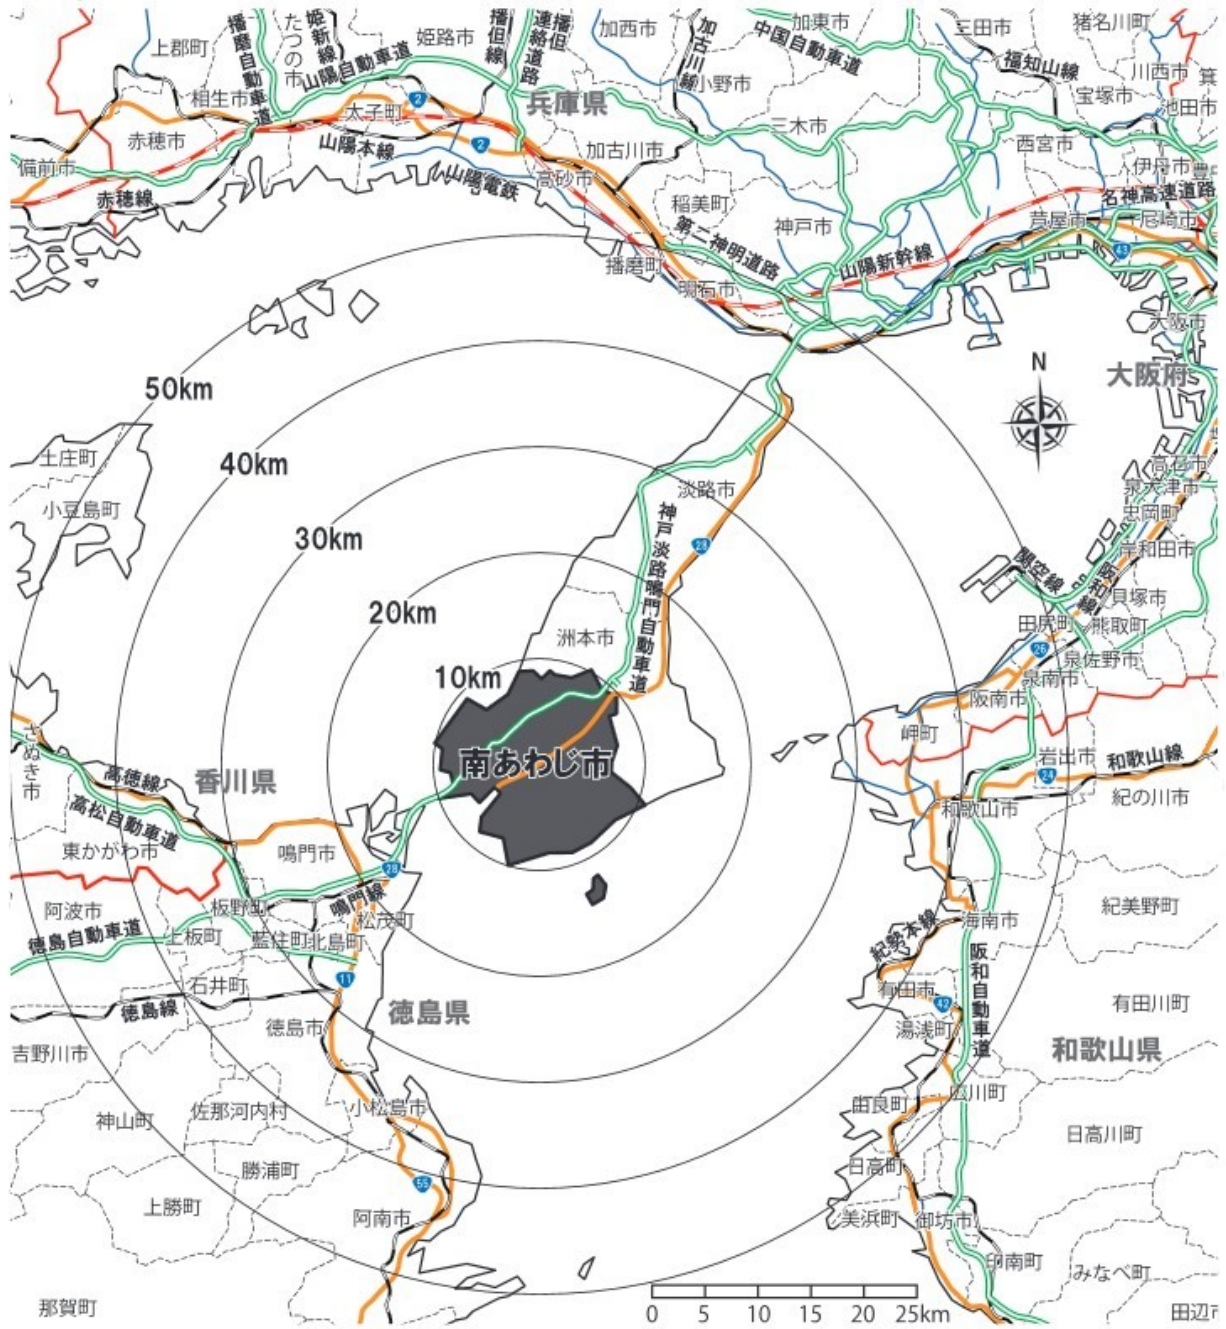 上郡町
播磨自動車道
たつの市
姫新線
山陽自動車道
姫路市
播但線
播但連絡道路
加西市
加古川線
小野市
加東市
中国自動車道
三田市
福知山線
猪名川町
川西市
箕
宝塚市
池田市
相生市
太子町
2
兵庫県
三木市
西宮市
伊丹市
豊
赤穂市
山陽本線
2
加古川市
備前市
赤穂線
山陽電鉄
高砂市
稲美町
神戸市
名神高速道路
芦屋市
尼崎市
43
第二神明道路
播磨町
山陽新幹線
明石市
大阪市
大阪府
N
50km
40km
30km
20km
10km
土庄町
小豆島町
淡路市
神戸淡路鳴門自動車道
28
高石市
泉大津市
忠岡町
岸和田市
関空線
阪和線
貝塚市
田尻町
熊取町
26
泉佐野市
泉南市
阪南市
岬町
洲本市
南あわじ市
さぬき市
香川県
高徳線
高松自動車道
東かがわ市
鳴門市
28
岩出市
和歌山線
24
紀の川市
和歌山市
阿波市
板野町
鳴門線
松茂町
徳島自動車道
上板町
藍住町
北島町
海南市
紀美野町
紀勢本線
阪和自動車道
石井町
11
徳島線
徳島市
徳島県
有田市
42
湯浅町
有田川町
和歌山県
吉野川市
神山町
佐那河内村
小松島市
由良町
広川町
日高川町
勝浦町
日高町
上勝町
55
阿南市
美浜町
御坊市
印南町
みなべ町
那賀町
田辺市
0 5 10 15 20 25km